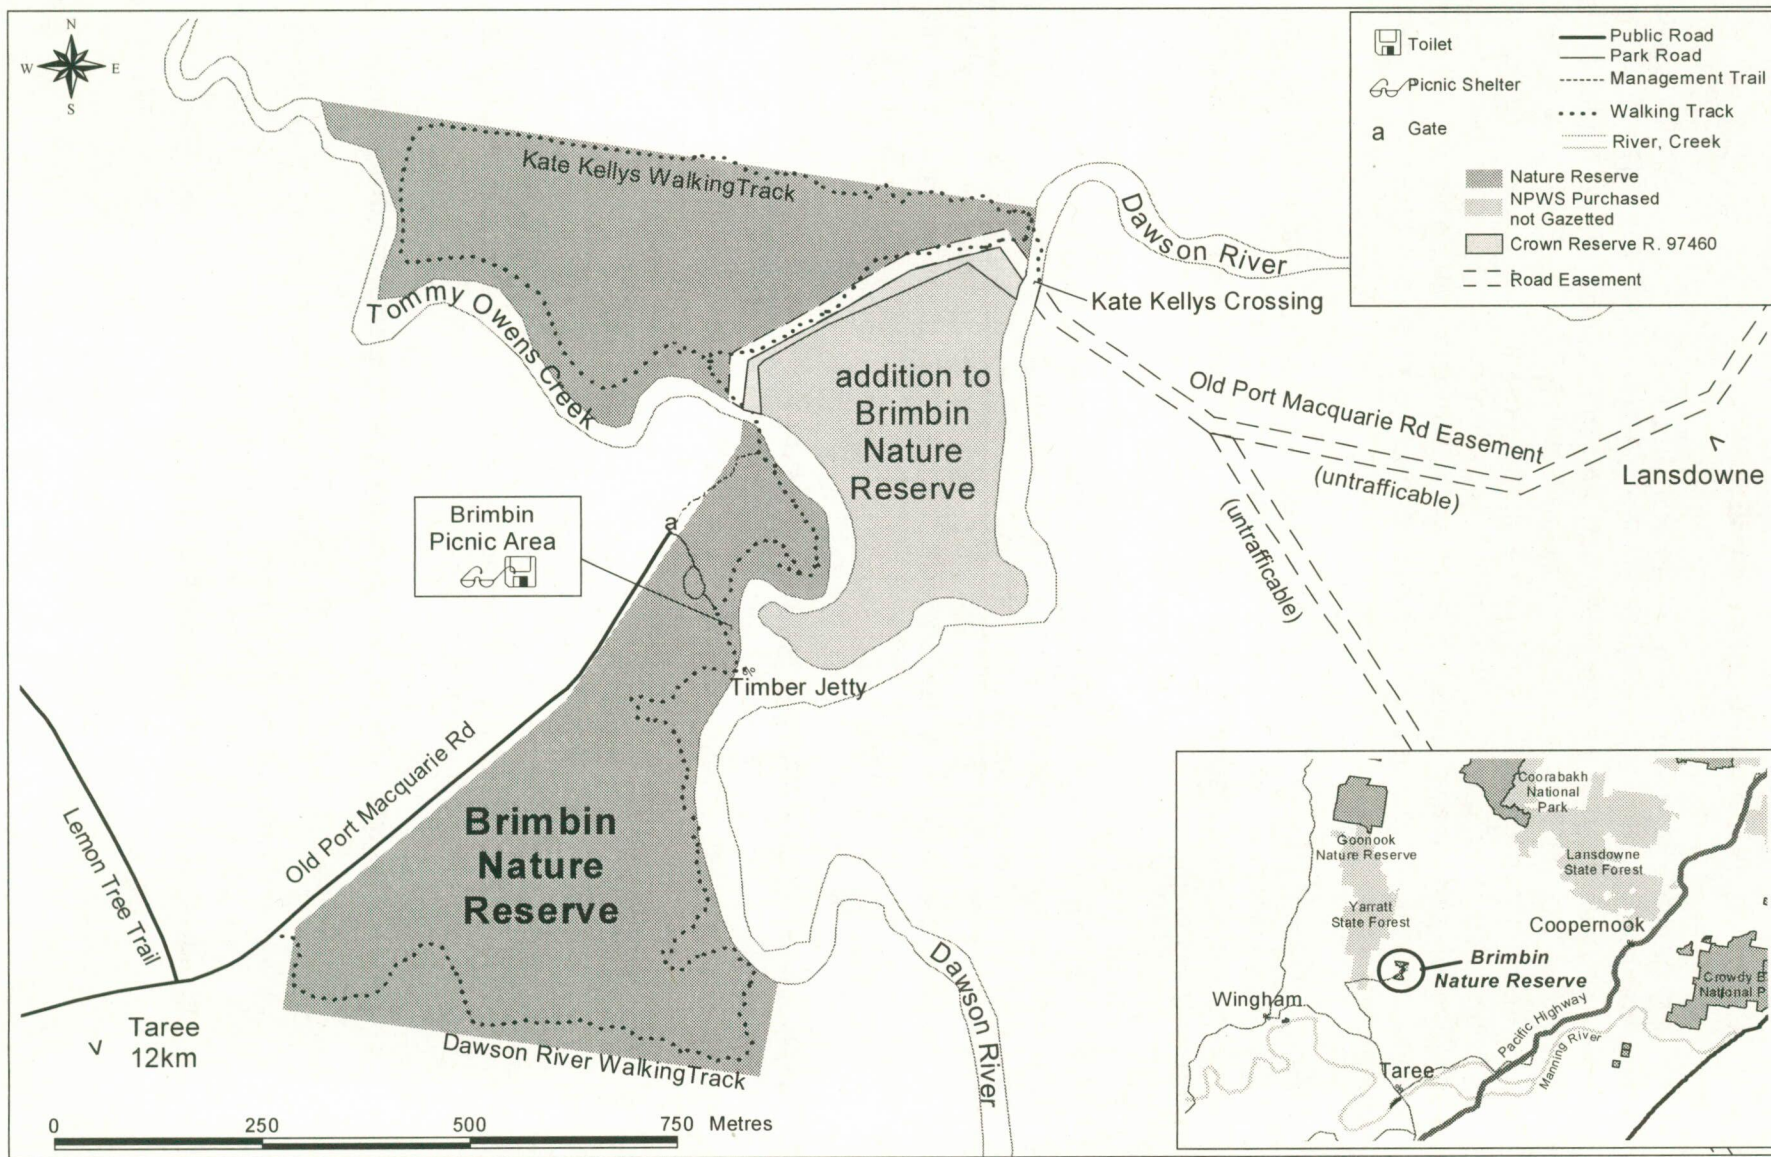 N
W
E
S
Toilet
Picnic Shelter
a Gate
Public Road
Park Road
Management Trail
Walking Track
River, Creek
Nature Reserve
NPWS Purchased
not Gazetted
Crown Reserve R. 97460
Road Easement
Kate Kellys WalkingTrack
Dawson River
Kate Kellys Crossing
Tommy Owens Creek
addition to
Brimbin
Nature
Reserve
Old Port Macquarie Rd Easement
(untrafficable)
<
Lansdowne
(untrafficable)
Brimbin
Picnic Area
a
Timber Jetty
Old Port Macquarie Rd
Lemon Tree Trail
Brimbin
Nature
Reserve
Dawson River
Taree
12km
<
Dawson River WalkingTrack
0 250 500 750 Metres
Coorabakh
National
Park
Goonook
Nature Reserve
Lansdowne
State Forest
Yarratt
State Forest
Coopernook
Brimbin
Nature Reserve
Crowdy B
National P
Wingham
Pacific Highway
Manning River
Taree